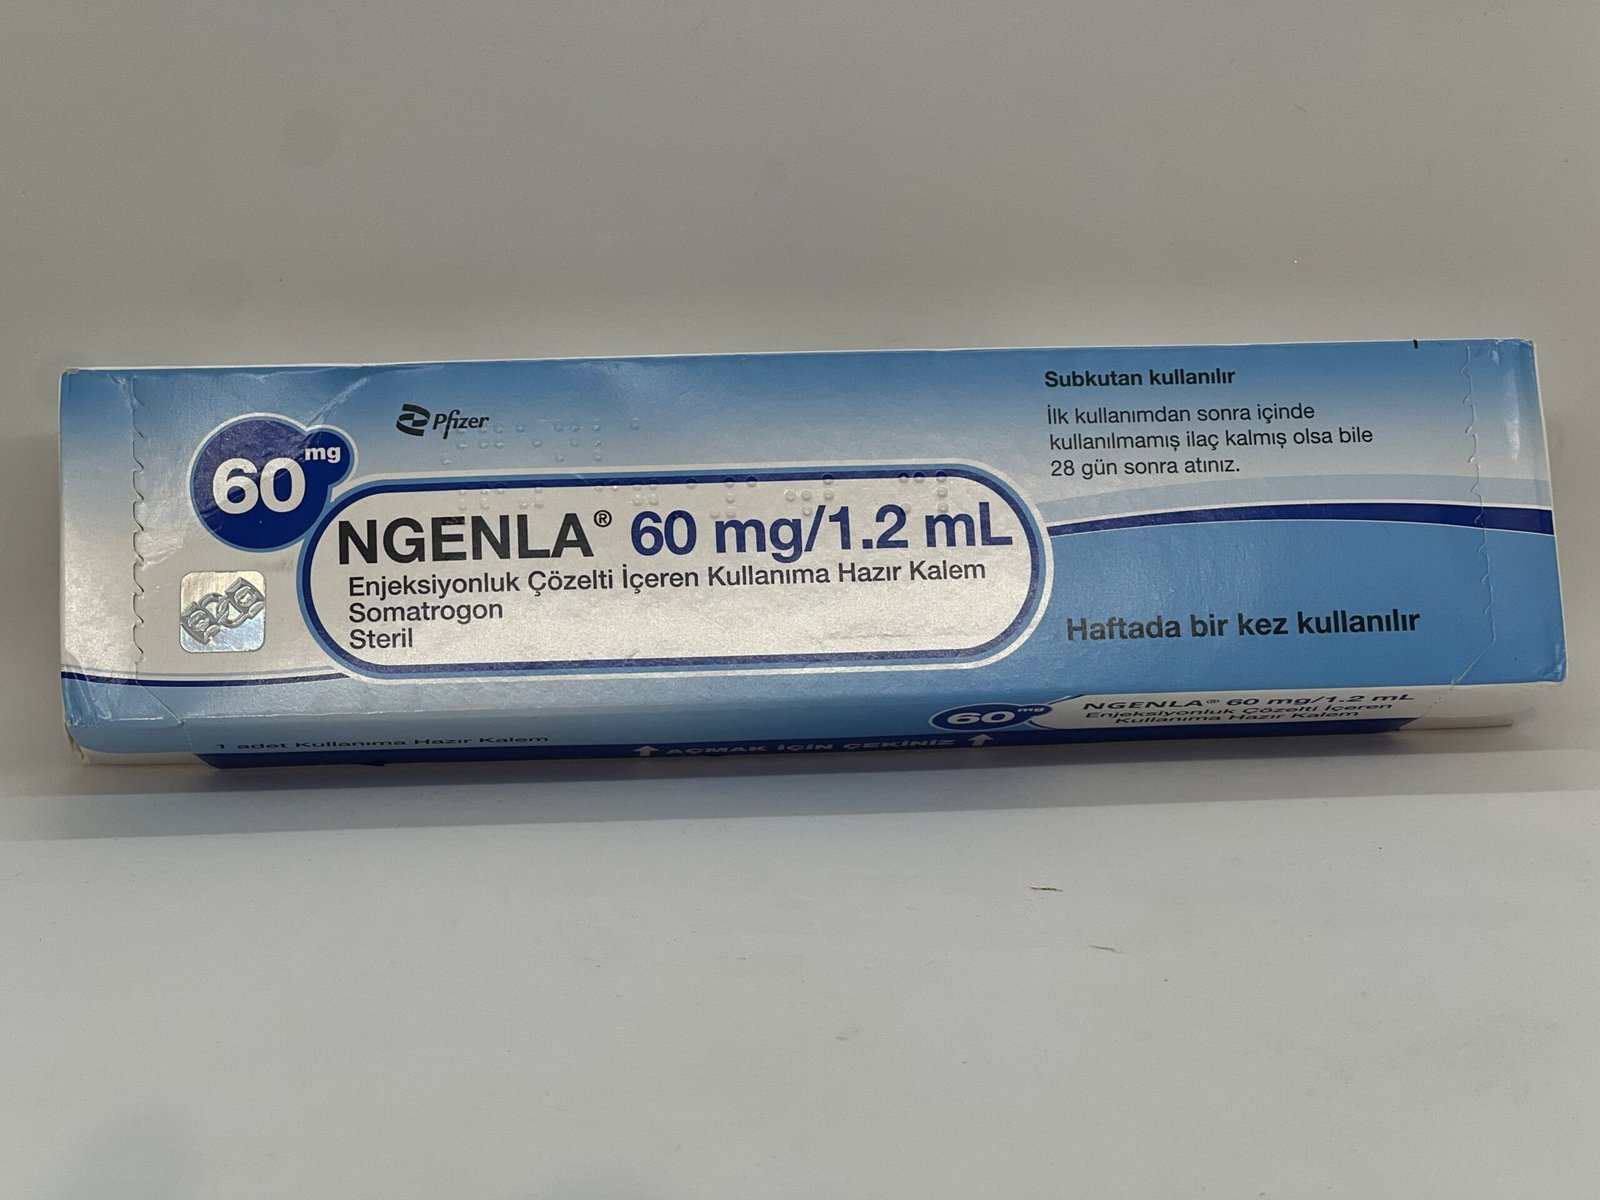 60 mg
Pfizer
NGENLA® 60 mg/1.2 mL
Enjeksiyonluk Çözelti İçeren Kullanıma Hazır Kalem
Somatrogon
Steril
Subkutan kullanılır
İlk kullanımdan sonra içinde
kullanılmamış ilaç kalmış olsa bile
28 gün sonra atınız.
Haftada bir kez kullanılır
60 mg
NGENLA® 60 mg/1.2 mL
Enjeksiyonluk Çözelti İçeren
Kullanıma Hazır Kalem
1 adet Kullanıma Hazır Kalem
AÇMAK İÇİN ÇEKİNİZ